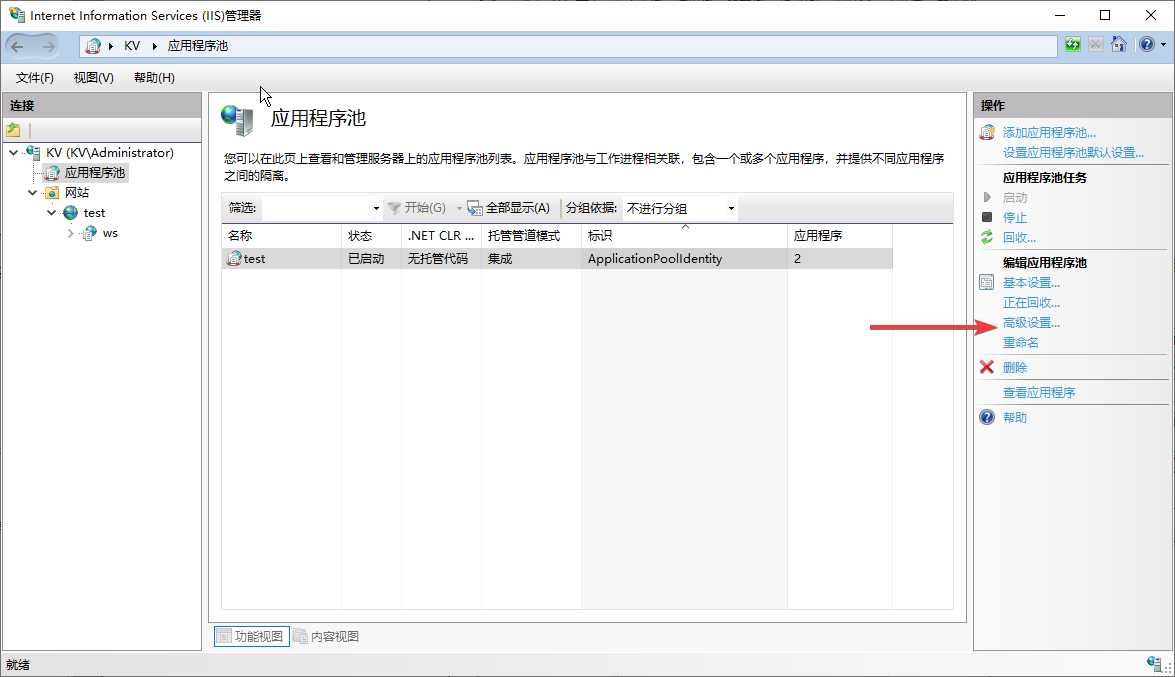 Internet Information Services (IIS)管理器
KV
应用程序池
文件(F) 视图(V) 帮助(H)
连接
KV (KV\Administrator)
应用程序池
网站
test
ws
应用程序池
您可以在此页上查看和管理服务器上的应用程序池列表。应用程序池与工作进程相关联，包含一个或多个应用程序，并提供不同应用程序
之间的隔离。
筛选: 开始(G) 全部显示(A) 分组依据: 不进行分组
名称 状态 .NET CLR ... 托管管道模式 标识 应用程序
test 已启动 无托管代码 集成 ApplicationPoolIdentity 2
功能视图 内容视图
操作
添加应用程序池...
设置应用程序池默认设置...
应用程序池任务
启动
停止
回收...
编辑应用程序池
基本设置...
正在回收...
高级设置...
重命名
删除
查看应用程序
帮助
就绪